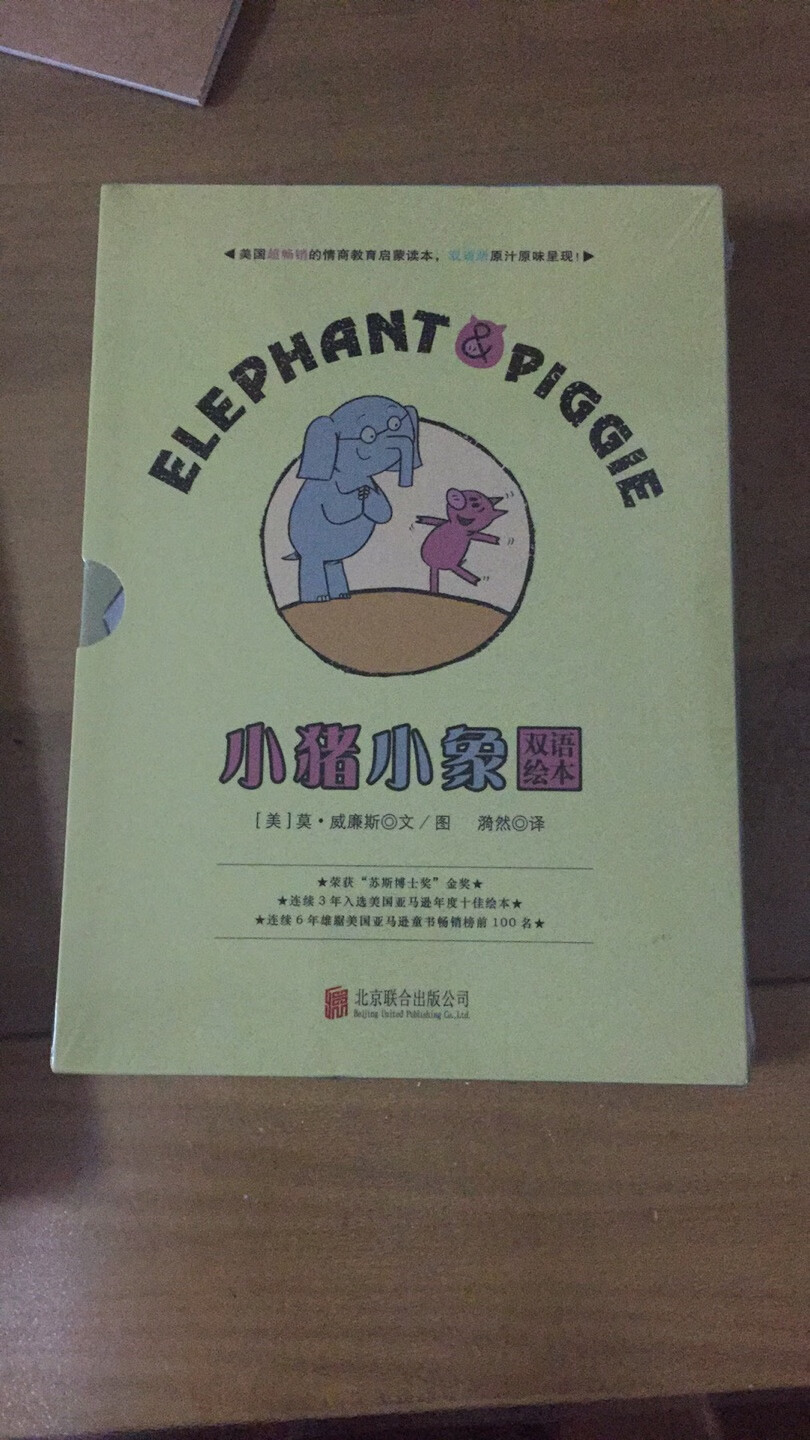 ◀美国超畅销的情商教育启蒙读本，双语版原汁原味呈现！▶
ELEPHANT & PIGGIE
小猪小象 双语绘本
[美]莫·威廉斯◎文/图 漪然◎译
★荣获“苏斯博士奖”金奖★
★连续3年入选美国亚马逊年度十佳绘本★
★连续6年雄踞美国亚马逊童书畅销榜前100名★
北京联合出版公司
Beijing United Publishing Co.,Ltd.